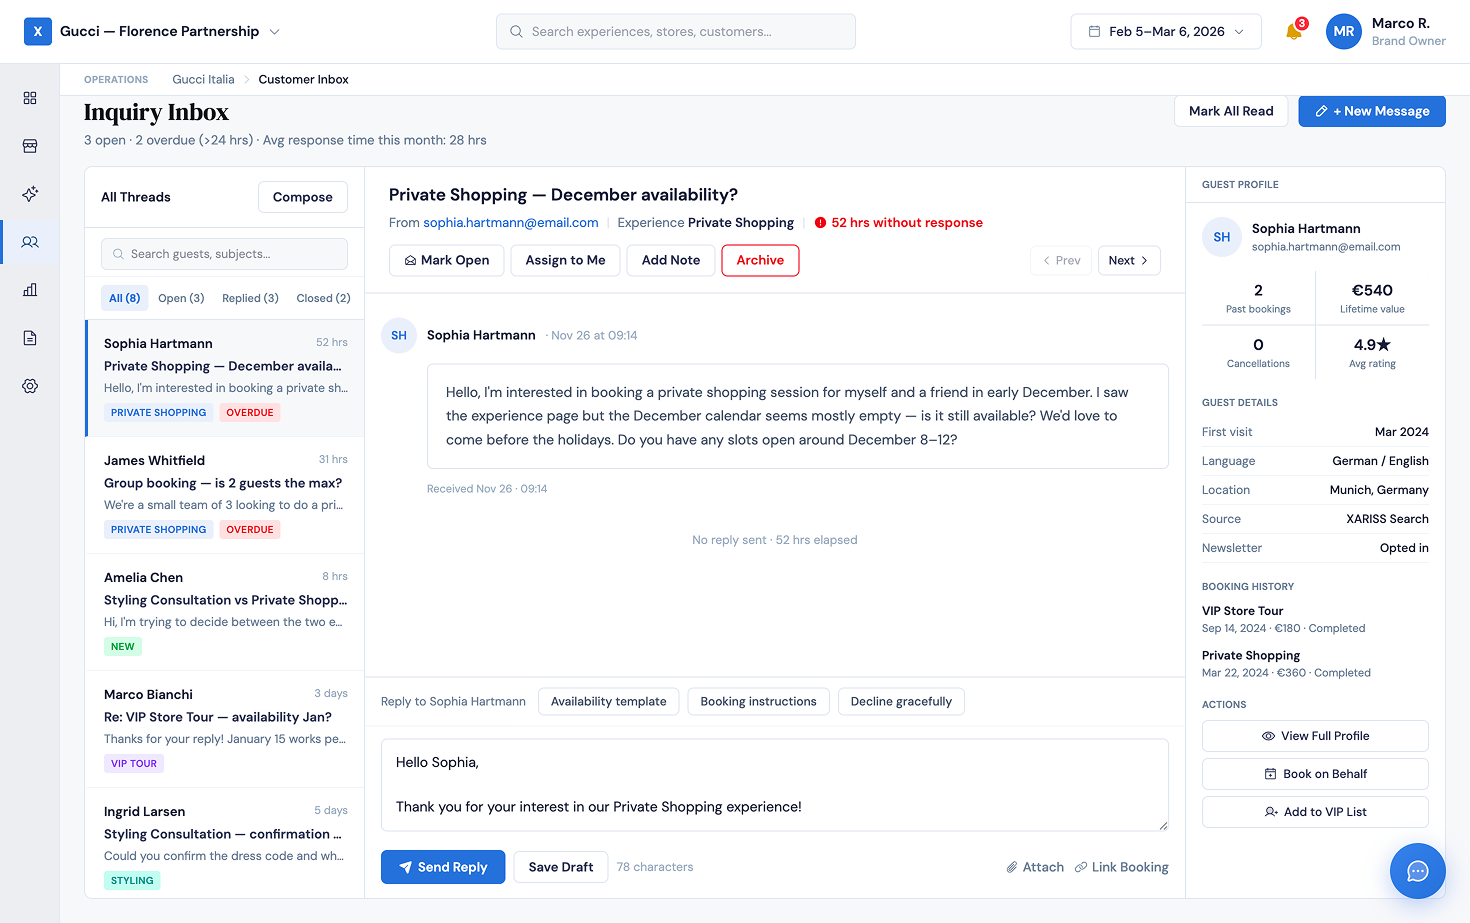 X Gucci — Florence Partnership
Search experiences, stores, customers...
Feb 5–Mar 6, 2026
3
MR
Marco R.
Brand Owner
OPERATIONS Gucci Italia Customer Inbox
Inquiry Inbox
3 open · 2 overdue (>24 hrs) · Avg response time this month: 28 hrs
Mark All Read
+ New Message
All Threads
Compose
Search guests, subjects...
All (8) Open (3) Replied (3) Closed (2)
Sophia Hartmann 52 hrs
Private Shopping — December availa...
Hello, I'm interested in booking a private sh...
PRIVATE SHOPPING OVERDUE
James Whitfield 31 hrs
Group booking — is 2 guests the max?
We're a small team of 3 looking to do a pri...
PRIVATE SHOPPING OVERDUE
Amelia Chen 8 hrs
Styling Consultation vs Private Shopp...
Hi, I'm trying to decide between the two e...
NEW
Marco Bianchi 3 days
Re: VIP Store Tour — availability Jan?
Thanks for your reply! January 15 works pe...
VIP TOUR
Ingrid Larsen 5 days
Styling Consultation — confirmation ...
Could you confirm the dress code and wh...
STYLING
Private Shopping — December availability?
From sophia.hartmann@email.com Experience Private Shopping 52 hrs without response
Mark Open Assign to Me Add Note Archive Prev Next
SH Sophia Hartmann · Nov 26 at 09:14
Hello, I'm interested in booking a private shopping session for myself and a friend in early December. I saw
the experience page but the December calendar seems mostly empty — is it still available? We'd love to
come before the holidays. Do you have any slots open around December 8–12?
Received Nov 26 · 09:14
No reply sent · 52 hrs elapsed
Reply to Sophia Hartmann Availability template Booking instructions Decline gracefully
Hello Sophia,
Thank you for your interest in our Private Shopping experience!
Send Reply Save Draft 78 characters Attach Link Booking
GUEST PROFILE
SH
Sophia Hartmann
sophia.hartmann@email.com
2 €540
Past bookings Lifetime value
0 4.9★
Cancellations Avg rating
GUEST DETAILS
First visit Mar 2024
Language German / English
Location Munich, Germany
Source XARISS Search
Newsletter Opted in
BOOKING HISTORY
VIP Store Tour
Sep 14, 2024 · €180 · Completed
Private Shopping
Mar 22, 2024 · €360 · Completed
ACTIONS
View Full Profile
Book on Behalf
Add to VIP List